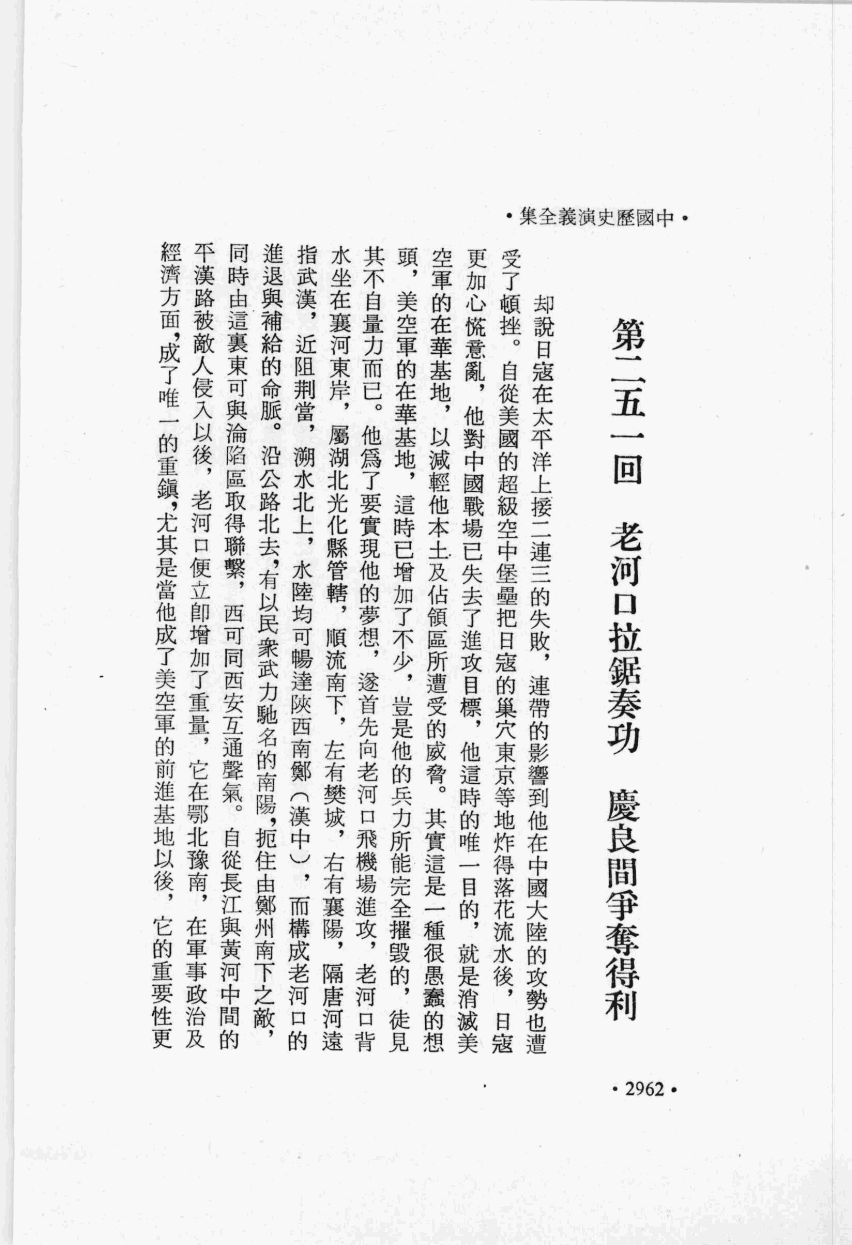 •中國歷史演義全集•
第二五一回　老河口拉鋸奏功　慶良間爭奪得利
却說日寇在太平洋上接二連三的失敗，連帶的影響到他在中國大陸的攻勢也遭
受了頓挫。自從美國的超級空中堡壘把日寇的巢穴東京等地炸得落花流水後，日寇
更加心慌意亂，他對中國戰場已失去了進攻目標，他這時的唯一目的，就是消滅美
空軍的在華基地，以減輕他本土及佔領區所遭受的威脅。其實這是一種很愚蠢的想
頭，美空軍的在華基地，這時已增加了不少，豈是他的兵力所能完全摧毀的，徒見
其不自量力而已。他爲了要實現他的夢想，遂首先向老河口飛機場進攻，老河口背
水坐在襄河東岸，屬湖北光化縣管轄，順流南下，左有樊城，右有襄陽，隔唐河遠
指武漢，近阻荆當，溯水北上，水陸均可暢達陝西南鄭（漢中），而構成老河口的
進退與補給的命脈。沿公路北去，有以民衆武力馳名的南陽，扼住由鄭州南下之敵，
同時由這裏東可與淪陷區取得聯繫，西可同西安互通聲氣。自從長江與黃河中間的
平漢路被敵人侵入以後，老河口便立卽增加了重量，它在鄂北豫南，在軍事政治及
經濟方面，成了唯一的重鎭，尤其是當他成了美空軍的前進基地以後，它的重要性更
•2962•